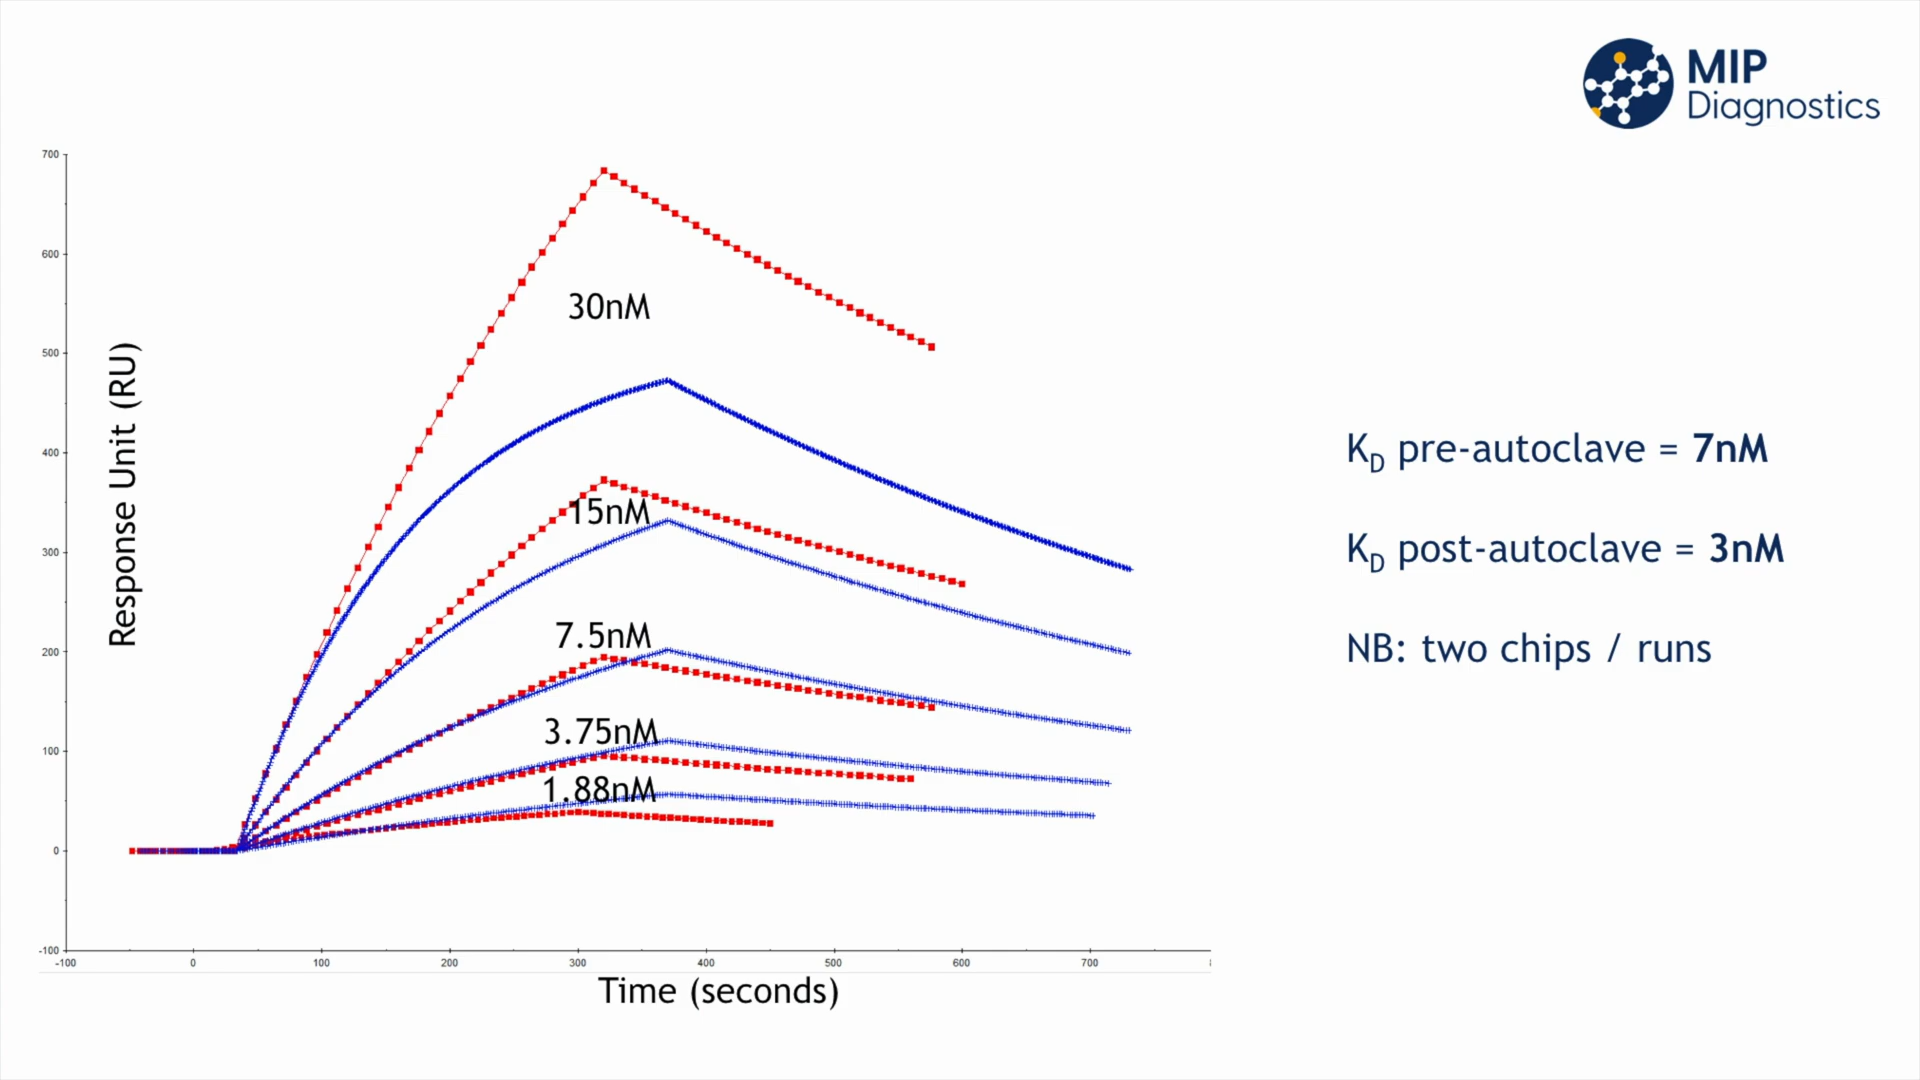 MIP
Diagnostics
700
600
500
400
300
200
100
0
-100
Response Unit (RU)
30nM
15nM
7.5nM
3.75nM
1.88nM
-100 0 100 200 300 400 500 600 700
Time (seconds)
KD pre-autoclave = 7nM
KD post-autoclave = 3nM
NB: two chips / runs